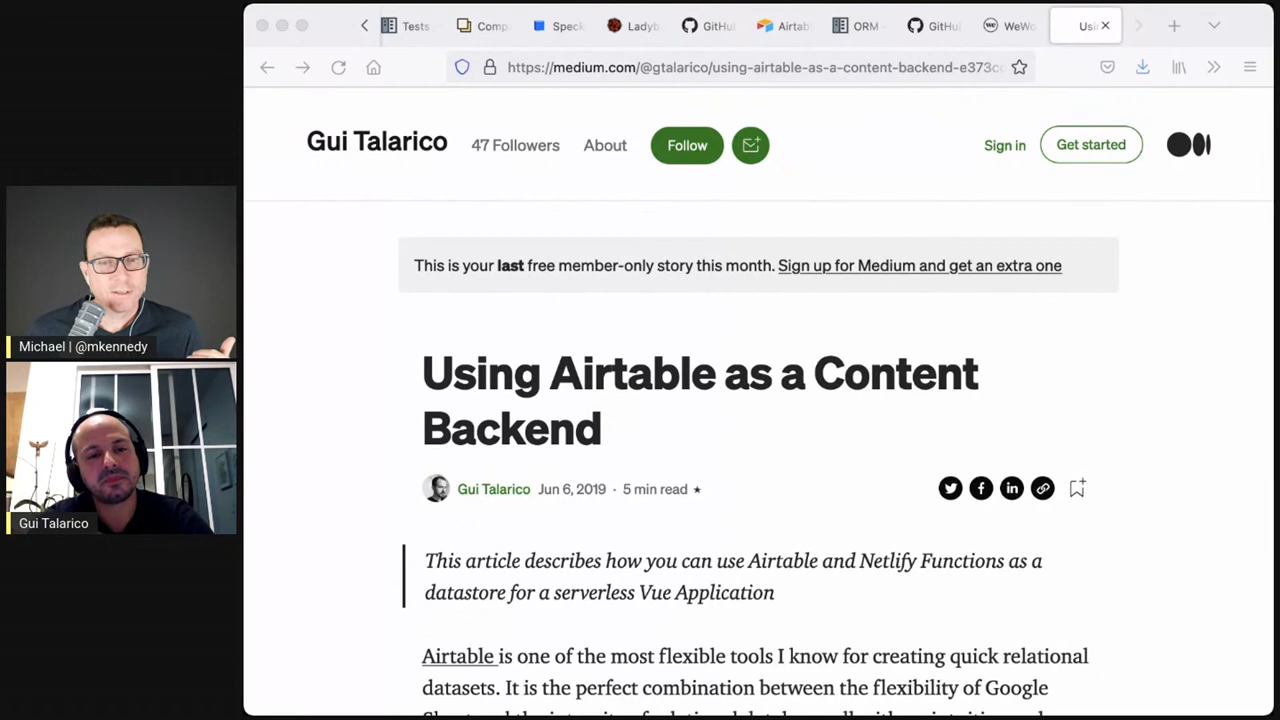 Tests
Comp
Speck
Ladyb
GitHu
Airtab
ORM -
GitHu
WeWo
Usi
https://medium.com/@gtalarico/using-airtable-as-a-content-backend-e373c
Gui Talarico
47 Followers
About
Follow
Sign in
Get started
This is your last free member-only story this month. Sign up for Medium and get an extra one
Using Airtable as a Content
Backend
Gui Talarico Jun 6, 2019 · 5 min read ★
This article describes how you can use Airtable and Netlify Functions as a
datastore for a serverless Vue Application
Airtable is one of the most flexible tools I know for creating quick relational
datasets. It is the perfect combination between the flexibility of Google
Michael | @mkennedy
Gui Talarico